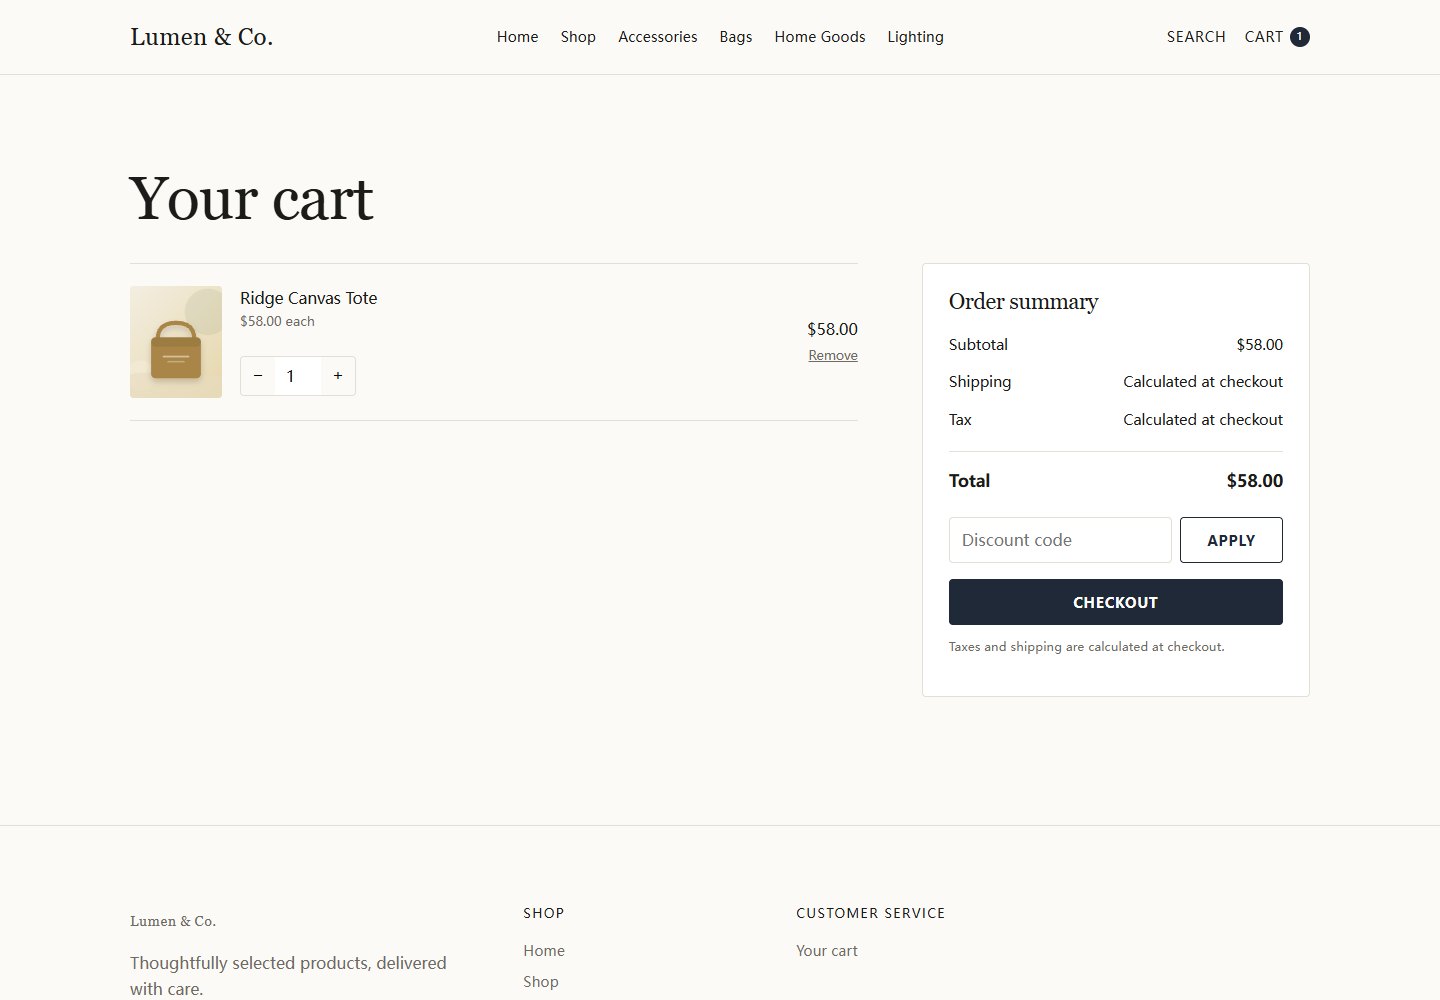 Lumen & Co.
Home Shop Accessories Bags Home Goods Lighting
SEARCH CART 1
Your cart
Ridge Canvas Tote
$58.00 each
− 1 +
$58.00
Remove
Order summary
Subtotal $58.00
Shipping Calculated at checkout
Tax Calculated at checkout
Total $58.00
Discount code APPLY
CHECKOUT
Taxes and shipping are calculated at checkout.
Lumen & Co.
Thoughtfully selected products, delivered
with care.
SHOP
Home
Shop
CUSTOMER SERVICE
Your cart